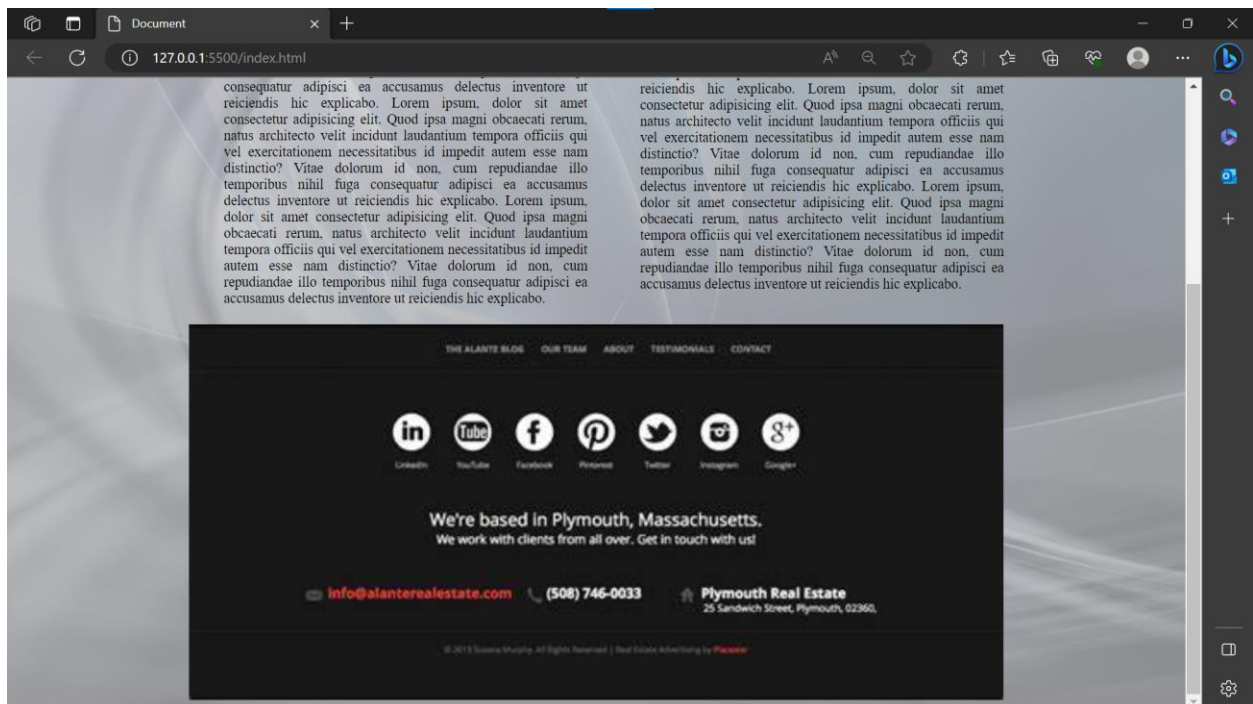 Document
127.0.0.1:5500/index.html
consequatur adipisci ea accusamus delectus inventore ut
reiciendis hic explicabo. Lorem ipsum, dolor sit amet
consectetur adipisicing elit. Quod ipsa magni obcaecati rerum,
natus architecto velit incidunt laudantium tempora officiis qui
vel exercitationem necessitatibus id impedit autem esse nam
distinctio? Vitae dolorum id non, cum repudiandae illo
temporibus nihil fuga consequatur adipisci ea accusamus
delectus inventore ut reiciendis hic explicabo. Lorem ipsum,
dolor sit amet consectetur adipisicing elit. Quod ipsa magni
obcaecati rerum, natus architecto velit incidunt laudantium
tempora officiis qui vel exercitationem necessitatibus id impedit
autem esse nam distinctio? Vitae dolorum id non, cum
repudiandae illo temporibus nihil fuga consequatur adipisci ea
accusamus delectus inventore ut reiciendis hic explicabo.
reiciendis hic explicabo. Lorem ipsum, dolor sit amet
consectetur adipisicing elit. Quod ipsa magni obcaecati rerum,
natus architecto velit incidunt laudantium tempora officiis qui
vel exercitationem necessitatibus id impedit autem esse nam
distinctio? Vitae dolorum id non, cum repudiandae illo
temporibus nihil fuga consequatur adipisci ea accusamus
delectus inventore ut reiciendis hic explicabo. Lorem ipsum,
dolor sit amet consectetur adipisicing elit. Quod ipsa magni
obcaecati rerum, natus architecto velit incidunt laudantium
tempora officiis qui vel exercitationem necessitatibus id impedit
autem esse nam distinctio? Vitae dolorum id non, cum
repudiandae illo temporibus nihil fuga consequatur adipisci ea
accusamus delectus inventore ut reiciendis hic explicabo.
THE ALANTE BLOG OUR TEAM ABOUT TESTIMONIALS CONTACT
in Tube f g+
LinkedIn YouTube Facebook Pinterest Twitter Instagram Google+
We're based in Plymouth, Massachusetts.
We work with clients from all over. Get in touch with us!
info@alanterealestate.com (508) 746-0033 Plymouth Real Estate
25 Sandwich Street, Plymouth, 02360,
All Rights Reserved | Real Estate Advertising by